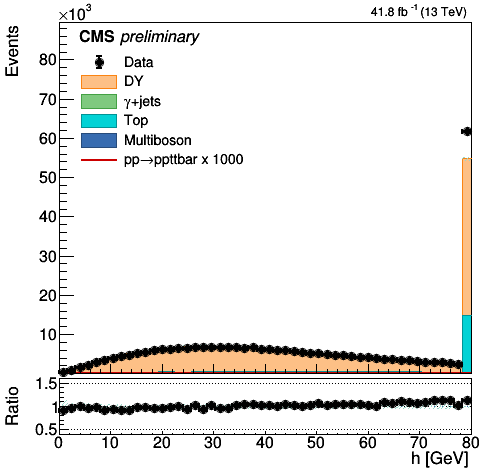 ×10³
41.8 fb⁻¹ (13 TeV)
Events
CMS preliminary
Data
DY
γ+jets
Top
Multiboson
pp→ppttbar x 1000
80
70
60
50
40
30
20
10
Ratio
1.5
1
0.5
0 10 20 30 40 50 60 70 80
h [GeV]